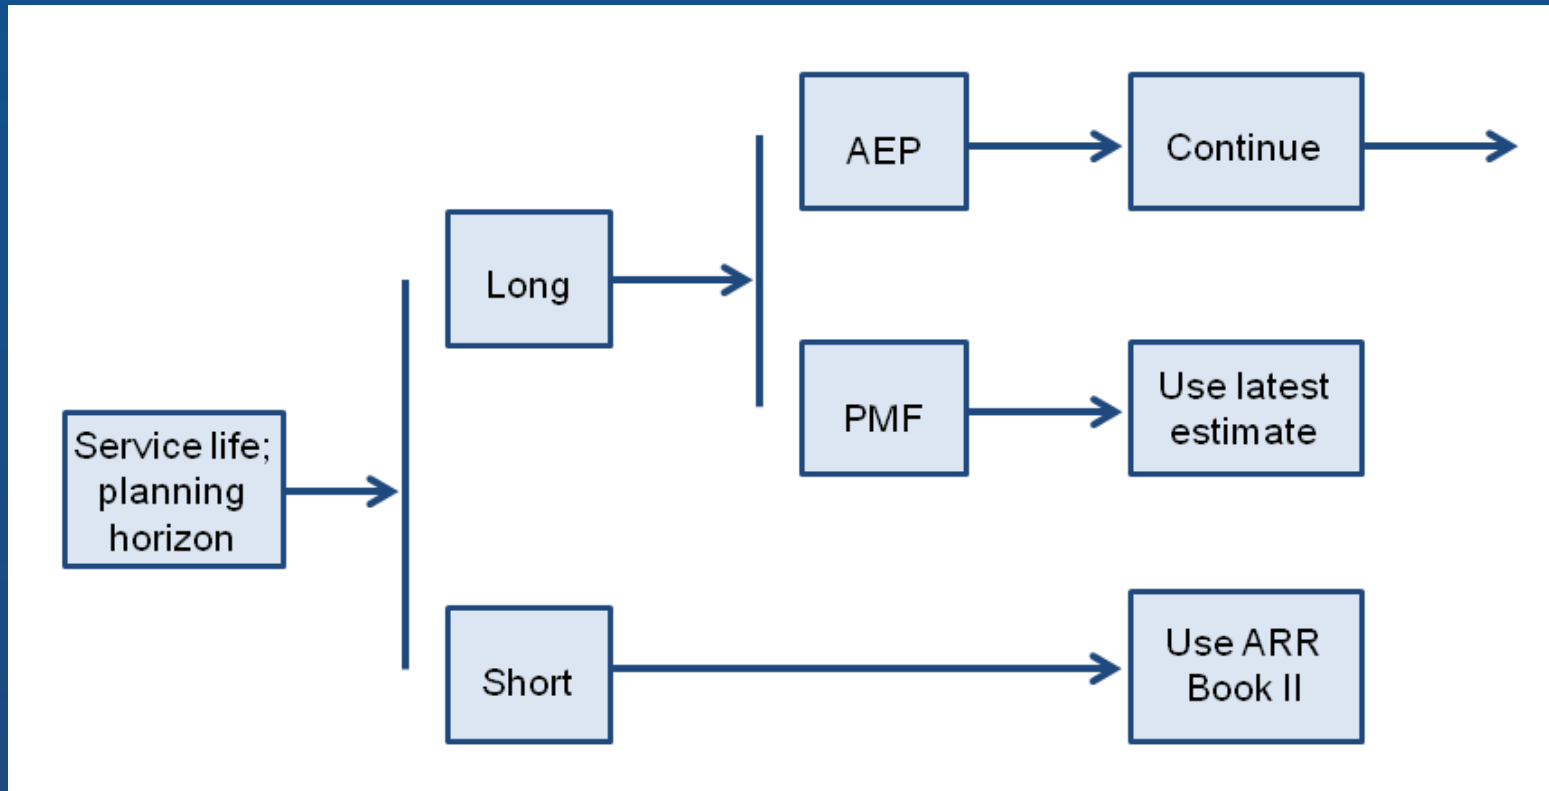 AEP
Continue
Long
Use latest
estimate
PMF
Service life;
planning
horizon
Use ARR
Book II
Short